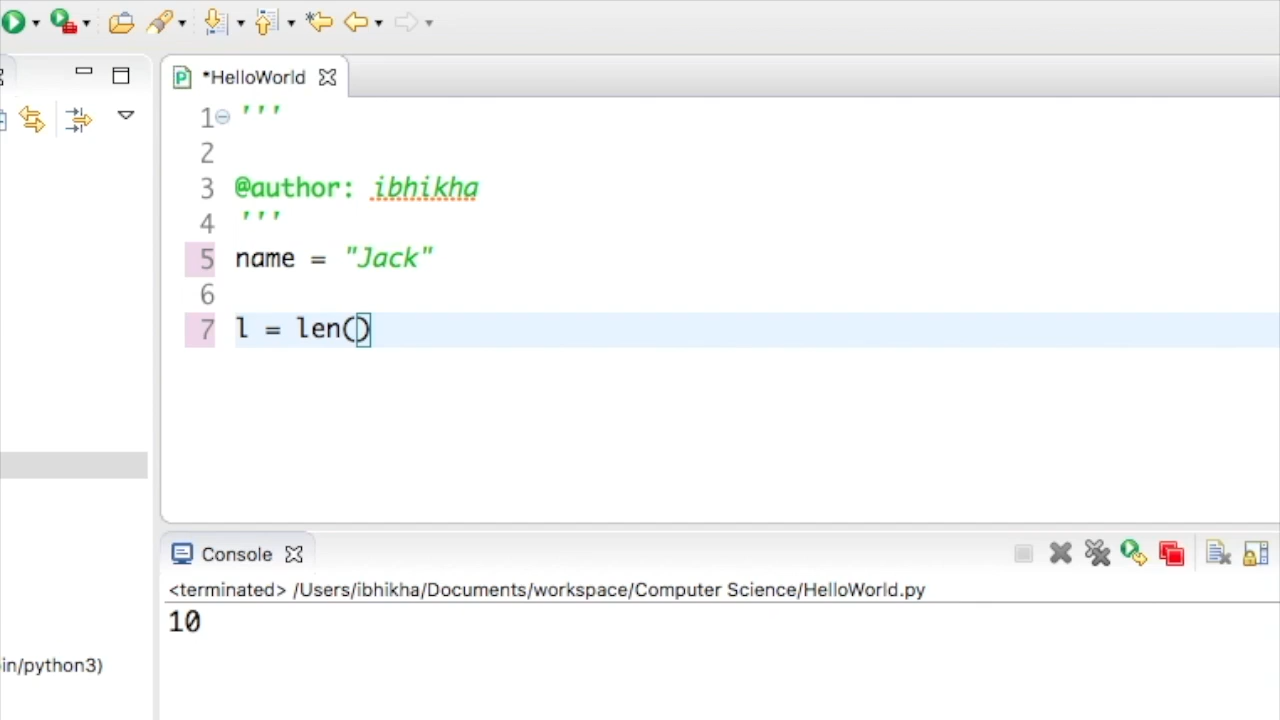 *HelloWorld
1 '''
2
3 @author: ibhikha
4 '''
5 name = "Jack"
6
7 l = len()
Console
<terminated> /Users/ibhikha/Documents/workspace/Computer Science/HelloWorld.py
10
in/python3)